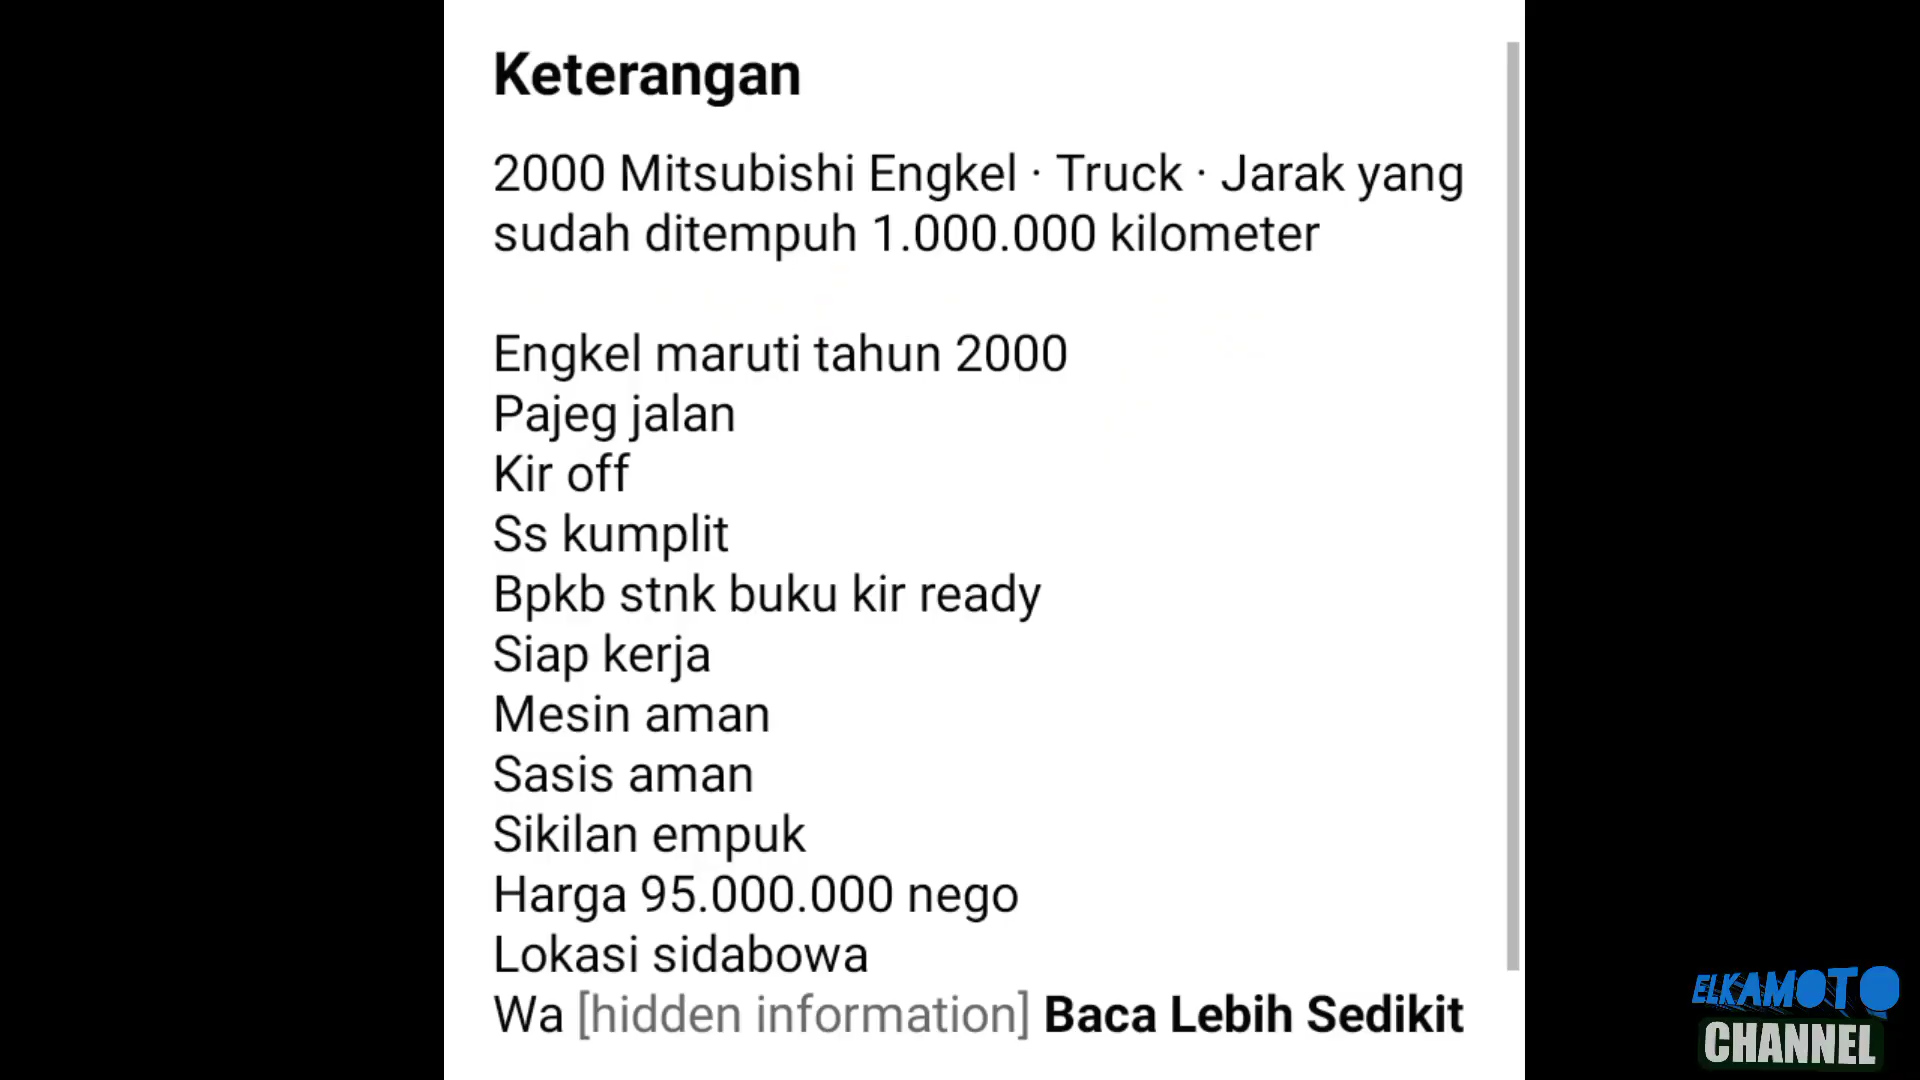 Keterangan
2000 Mitsubishi Engkel · Truck · Jarak yang
sudah ditempuh 1.000.000 kilometer
Engkel maruti tahun 2000
Pajeg jalan
Kir off
Ss kumplit
Bpkb stnk buku kir ready
Siap kerja
Mesin aman
Sasis aman
Sikilan empuk
Harga 95.000.000 nego
Lokasi sidabowa
Wa [hidden information] Baca Lebih Sedikit
ELKAMOTO
CHANNEL